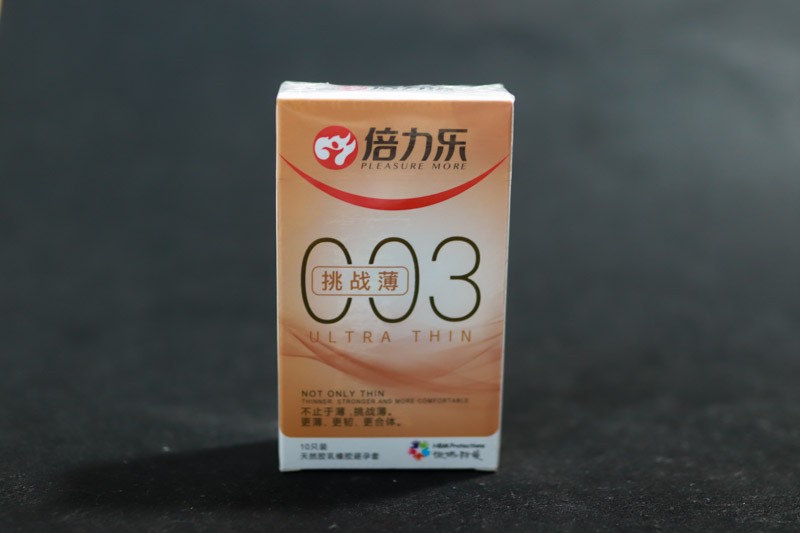 倍力乐
PLEASURE MORE
003
挑战薄
ULTRA THIN
NOT ONLY THIN
THINNER, STRONGER AND MORE COMFORTABLE
不止于薄,挑战薄。
更薄、更韧、更合体。
10只装
天然胶乳橡胶避孕套
HBM Protections